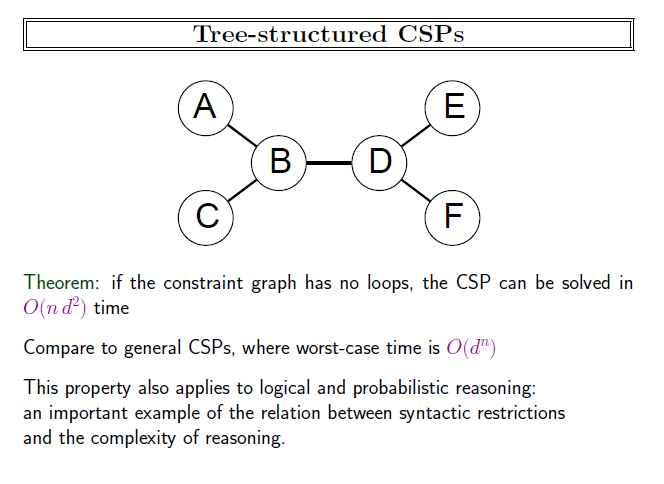 Tree-structured CSPs
A
E
B
D
C
F
Theorem: if the constraint graph has no loops, the CSP can be solved in
O(n d²) time
Compare to general CSPs, where worst-case time is O(dⁿ)
This property also applies to logical and probabilistic reasoning:
an important example of the relation between syntactic restrictions
and the complexity of reasoning.